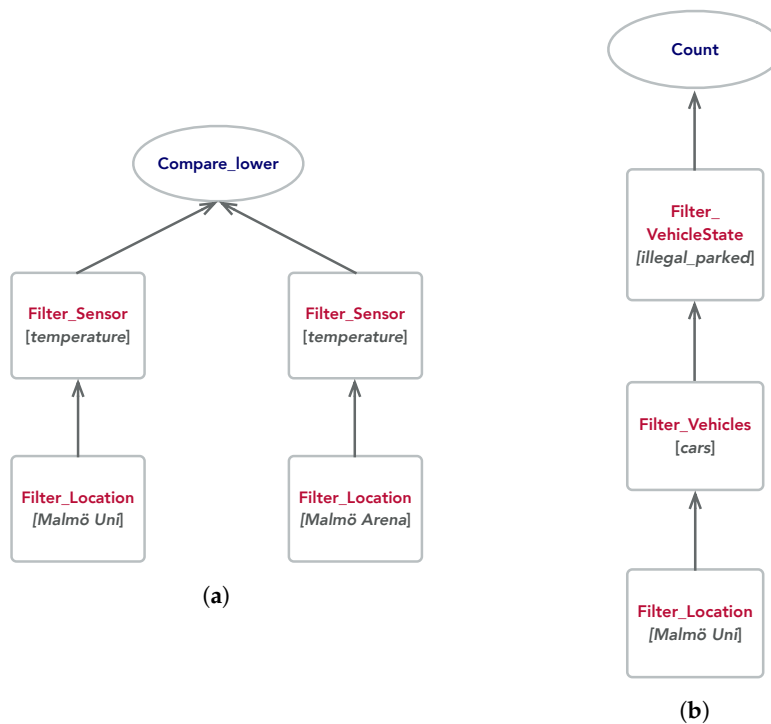 Compare_lower
Filter_Sensor
[temperature]
Filter_Sensor
[temperature]
Filter_Location
[Malmö Uni]
Filter_Location
[Malmö Arena]
(a)
Count
Filter_
VehicleState
[illegal_parked]
Filter_Vehicles
[cars]
Filter_Location
[Malmö Uni]
(b)